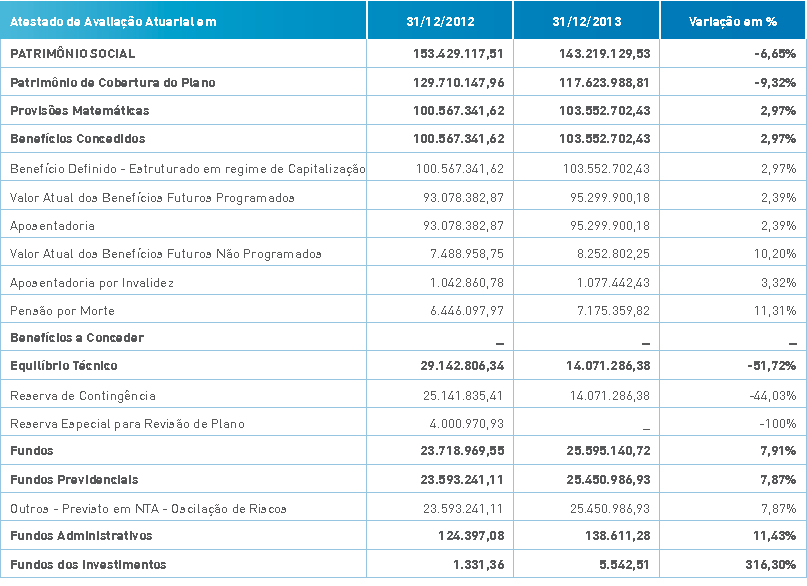 Atestado de Avaliação Atuarial em 31/12/2012 31/12/2013 Variação em %
PATRIMÔNIO SOCIAL 153.429.117,51 143.219.129,53 -6,65%
Patrimônio de Cobertura do Plano 129.710.147,96 117.623.988,81 -9,32%
Provisões Matemáticas 100.567.341,62 103.552.702,43 2,97%
Benefícios Concedidos 100.567.341,62 103.552.702,43 2,97%
Benefício Definido - Estruturado em regime de Capitalização 100.567.341,62 103.552.702,43 2,97%
Valor Atual dos Benefícios Futuros Programados 93.078.382,87 95.299.900,18 2,39%
Aposentadoria 93.078.382,87 95.299.900,18 2,39%
Valor Atual dos Benefícios Futuros Não Programados 7.488.958,75 8.252.802,25 10,20%
Aposentadoria por Invalidez 1.042.860,78 1.077.442,43 3,32%
Pensão por Morte 6.446.097,97 7.175.359,82 11,31%
Benefícios a Conceder _ _ _
Equilíbrio Técnico 29.142.806,34 14.071.286,38 -51,72%
Reserva de Contingência 25.141.835,41 14.071.286,38 -44,03%
Reserva Especial para Revisão de Plano 4.000.970,93 _ -100%
Fundos 23.718.969,55 25.595.140,72 7,91%
Fundos Previdenciais 23.593.241,11 25.450.986,93 7,87%
Outros - Previsto em NTA - Oscilação de Riscos 23.593.241,11 25.450.986,93 7,87%
Fundos Administrativos 124.397,08 138.611,28 11,43%
Fundos dos Investimentos 1.331,36 5.542,51 316,30%